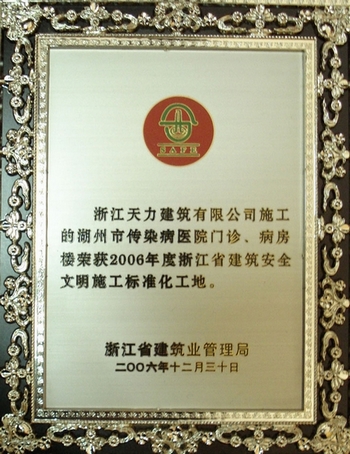 浙江天力建筑有限公司施工
的湖州市传染病医院门诊、病房
楼荣获2006年度浙江省建筑安全
文明施工标准化工地。
浙江省建筑业管理局
二〇〇六年十二月三十日